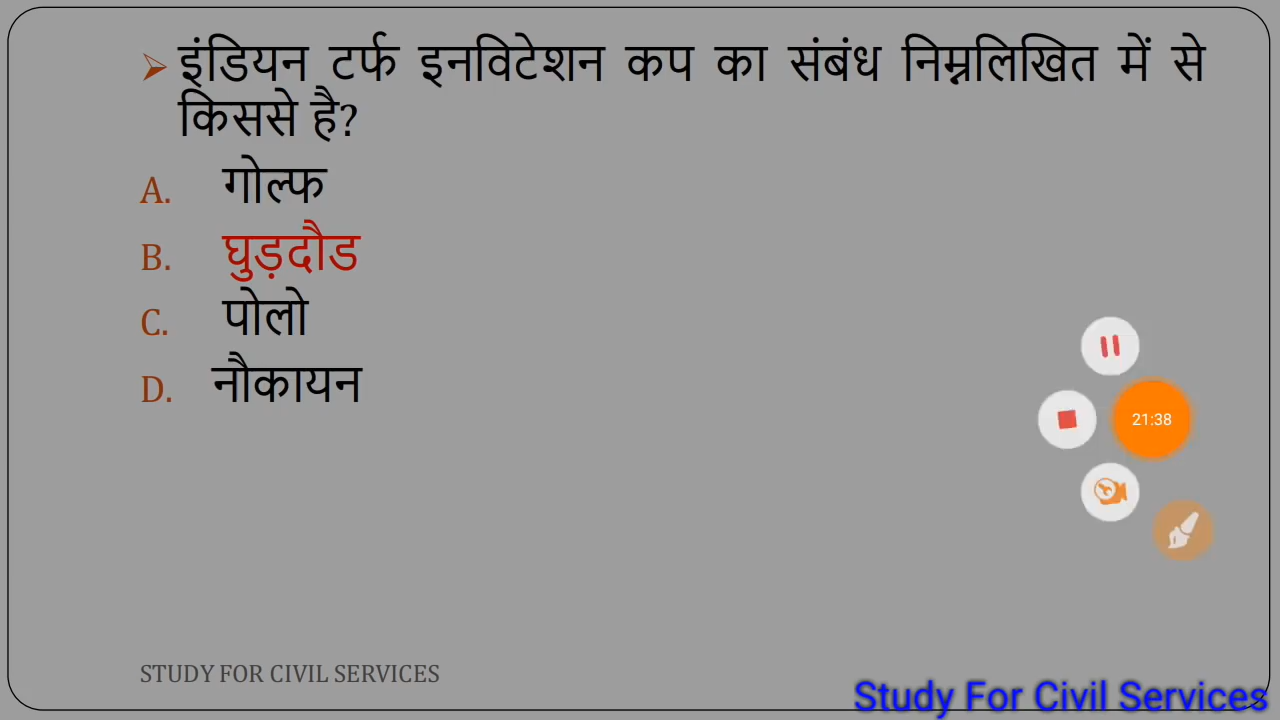 ➢ इंडियन टर्फ इनविटेशन कप का संबंध निम्नलिखित में से
किससे है?
A. गोल्फ
B. घुड़दौड
C. पोलो
D. नौकायन
21:38
STUDY FOR CIVIL SERVICES
Study For Civil Services